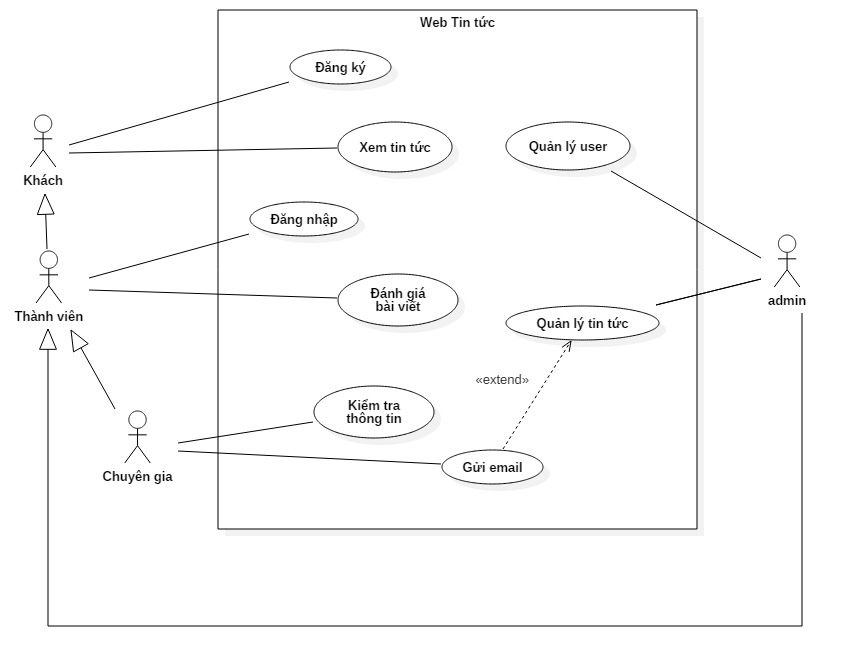 Web Tin tức
Đăng ký
Xem tin tức
Quản lý user
Khách
Đăng nhập
Đánh giá
bài viết
Thành viên
admin
Quản lý tin tức
«extend»
Kiểm tra
thông tin
Gửi email
Chuyên gia